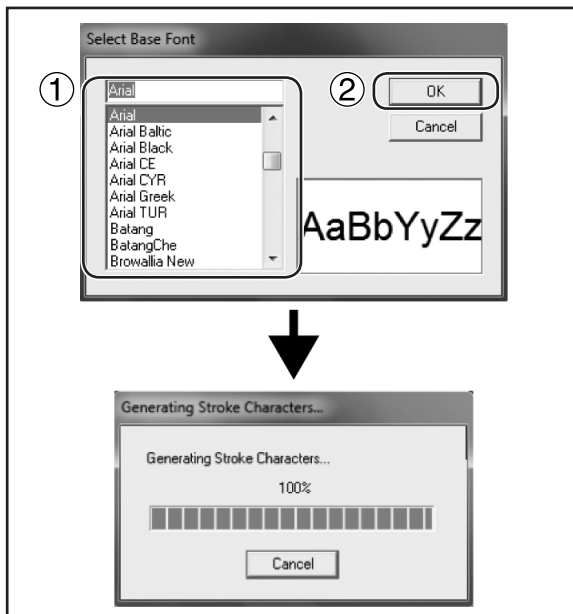 Select Base Font
① Arial ② OK
Arial
Arial Baltic
Arial Black
Arial CE
Arial CYR
Arial Greek
Arial TUR
Batang
BatangChe
Browallia New
Cancel
AaBbYyZz
Generating Stroke Characters...
Generating Stroke Characters...
100%
Cancel